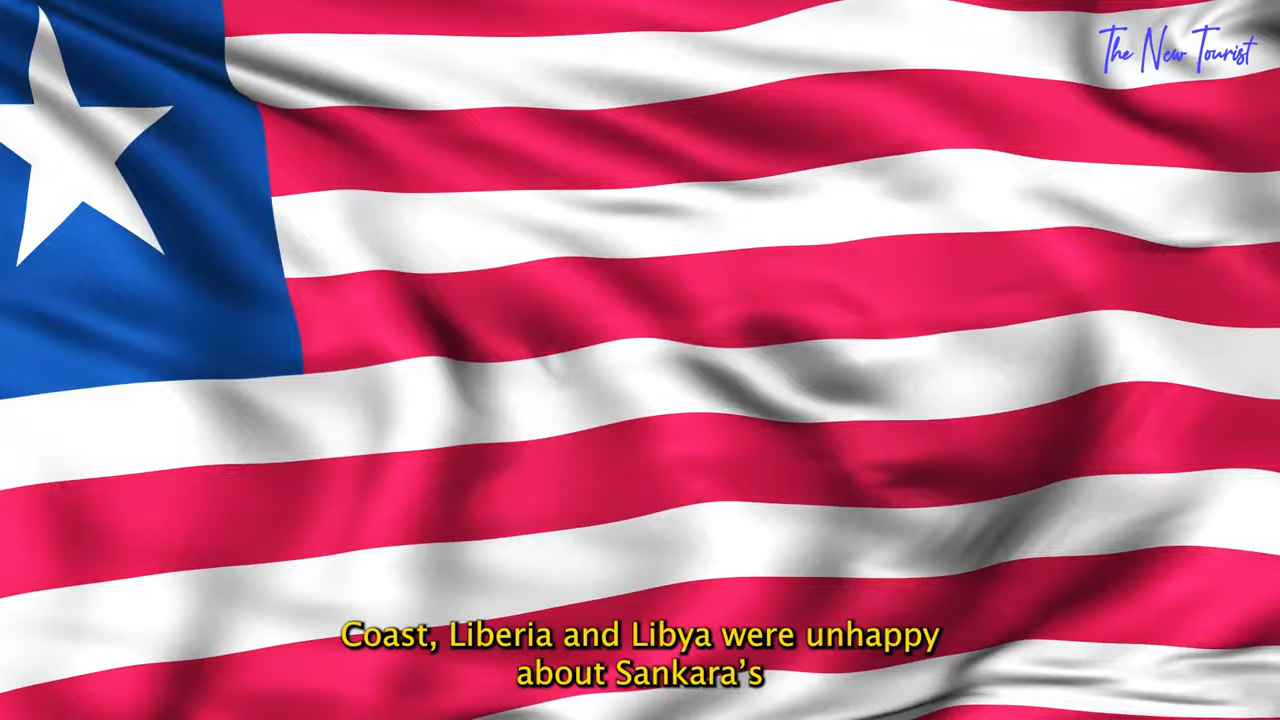 The New Tourist
Coast, Liberia and Libya were unhappy
about Sankara’s